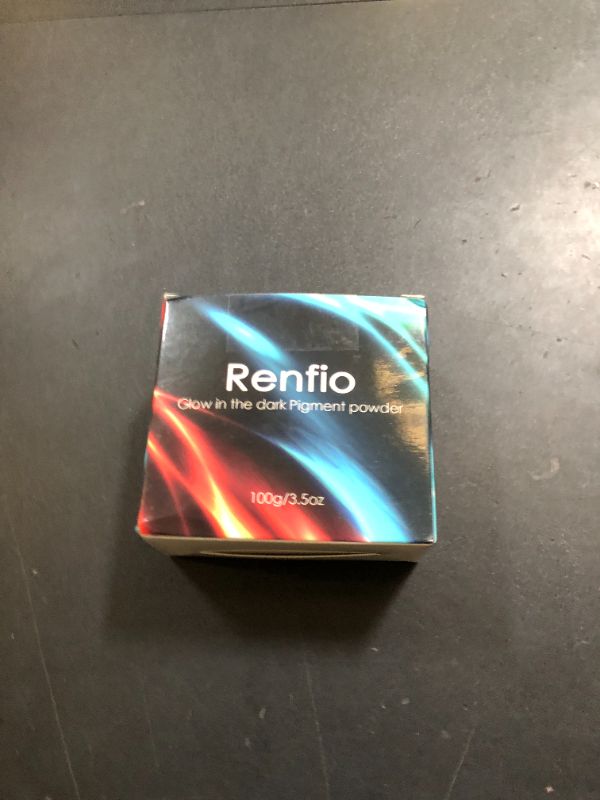 Renfio
Glow in the dark Pigment powder
100g/3.5oz